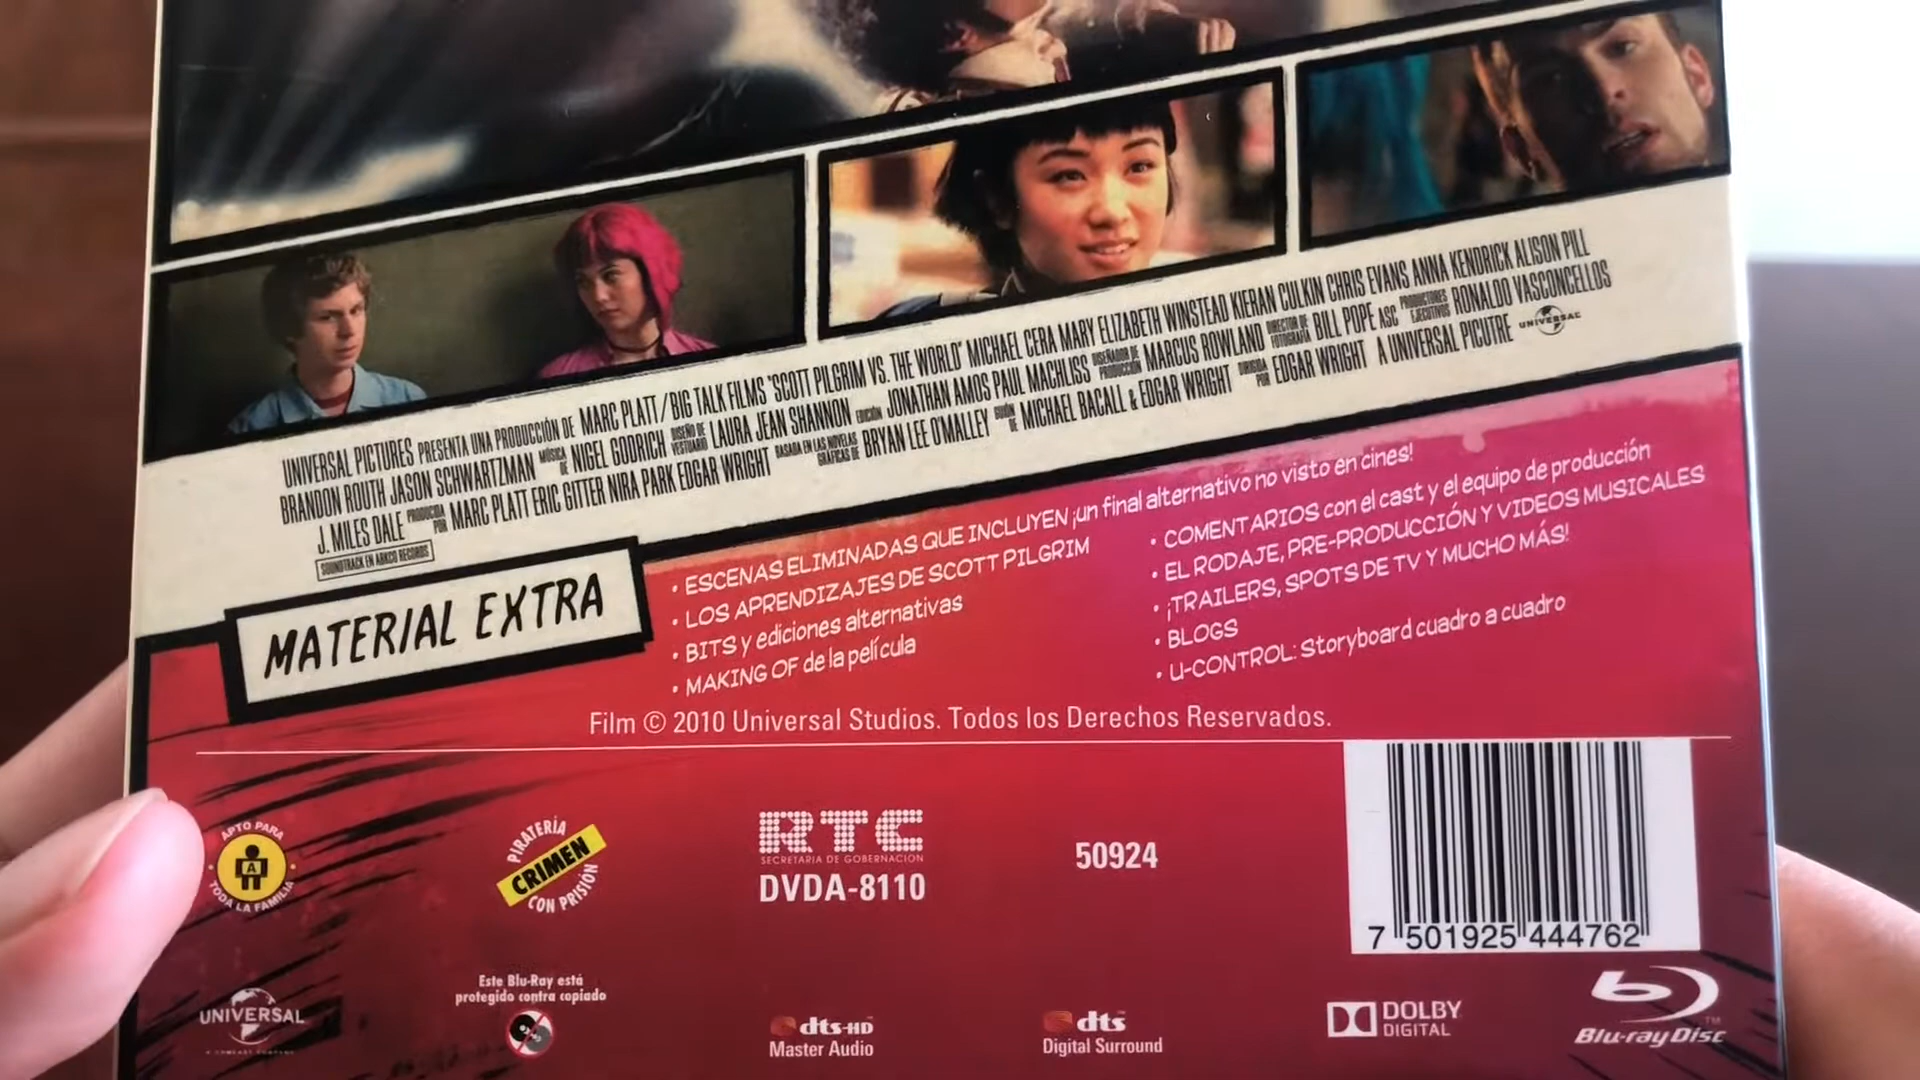 UNIVERSAL PICTURES PRESENTA UNA PRODUCCIÓN DE MARC PLATT / BIG TALK FILMS "SCOTT PILGRIM VS. THE WORLD" MICHAEL CERA MARY ELIZABETH WINSTEAD KIERAN CULKIN CHRIS EVANS ANNA KENDRICK ALISON PILL
BRANDON ROUTH JASON SCHWARTZMAN MÚSICA DE NIGEL GODRICH DISEÑO DE VESTUARIO LAURA JEAN SHANNON EDICIÓN JONATHAN AMOS PAUL MACHLISS DISEÑADOR DE PRODUCCIÓN MARCUS ROWLAND DIRECTOR DE FOTOGRAFÍA BILL POPE ASC PRODUCTORES EJECUTIVOS RONALDO VASCONCELLOS
J. MILES DALE PRODUCIDA POR MARC PLATT ERIC GITTER NIRA PARK EDGAR WRIGHT BASADA EN LAS NOVELAS GRÁFICAS DE BRYAN LEE O'MALLEY GUIÓN DE MICHAEL BACALL & EDGAR WRIGHT DIRIGIDA POR EDGAR WRIGHT A UNIVERSAL PICUTRE UNIVERSAL
SOUNDTRACK EN ABKCO RECORDS
MATERIAL EXTRA
• ESCENAS ELIMINADAS QUE INCLUYEN ¡un final alternativo no visto en cines!
• LOS APRENDIZAJES DE SCOTT PILGRIM
• BITS y ediciones alternativas
• MAKING OF de la película
• COMENTARIOS con el cast y el equipo de producción
• EL RODAJE, PRE-PRODUCCIÓN Y VIDEOS MUSICALES
• ¡TRAILERS, SPOTS DE TV Y MUCHO MÁS!
• BLOGS
• U-CONTROL: Storyboard cuadro a cuadro
Film © 2010 Universal Studios. Todos los Derechos Reservados.
APTO PARA
A
TODA LA FAMILIA
PIRATERÍA
CRIMEN
CON PRISIÓN
RTC
SECRETARIA DE GOBERNACION
DVDA-8110
50924
7 501925 444762
UNIVERSAL
A COMCAST COMPANY
Este Blu-Ray está
protegido contra copiado
dts-HD
Master Audio
dts
Digital Surround
DOLBY
DIGITAL
Blu-ray Disc
TM